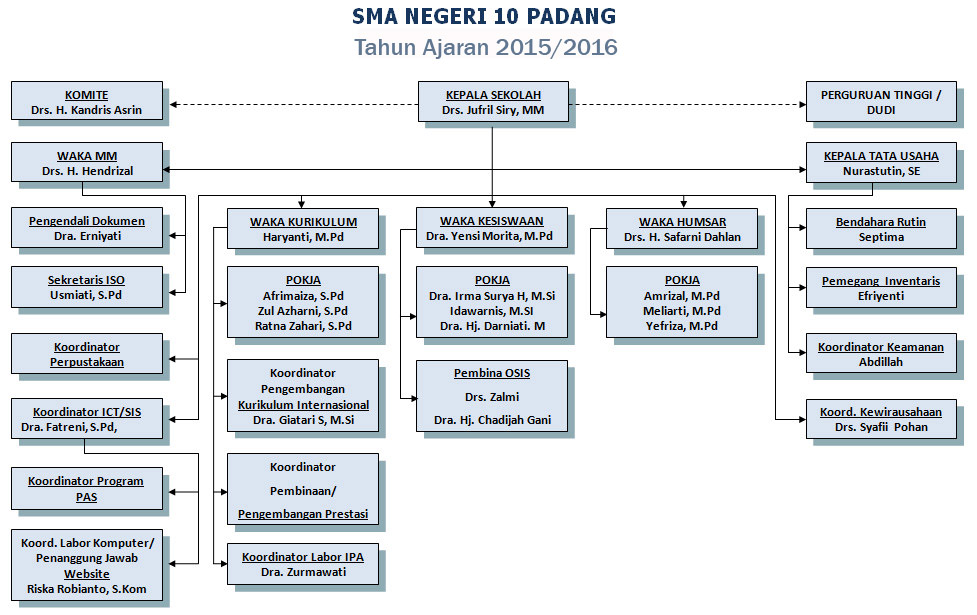 SMA NEGERI 10 PADANG
Tahun Ajaran 2015/2016
KOMITE
Drs. H. Kandris Asrin
KEPALA SEKOLAH
Drs. Jufril Siry, MM
PERGURUAN TINGGI /
DUDI
WAKA MM
Drs. H. Hendrizal
KEPALA TATA USAHA
Nurastutin, SE
Pengendali Dokumen
Dra. Erniyati
WAKA KURIKULUM
Haryanti, M.Pd
WAKA KESISWAAN
Dra. Yensi Morita, M.Pd
WAKA HUMSAR
Drs. H. Safarni Dahlan
Bendahara Rutin
Septima
Sekretaris ISO
Usmiati, S.Pd
POKJA
Afrimaiza, S.Pd
Zul Azharni, S.Pd
Ratna Zahari, S.Pd
POKJA
Dra. Irma Surya H, M.Si
Idawarnis, M.SI
Dra. Hj. Darniati. M
POKJA
Amrizal, M.Pd
Meliarti, M.Pd
Yefriza, M.Pd
Pemegang Inventaris
Efriyenti
Koordinator
Perpustakaan
Koordinator
Pengembangan
Kurikulum Internasional
Dra. Giatari S, M.Si
Pembina OSIS
Drs. Zalmi
Dra. Hj. Chadijah Gani
Koordinator Keamanan
Abdillah
Koordinator ICT/SIS
Dra. Fatreni, S.Pd,
Koord. Kewirausahaan
Drs. Syafii Pohan
Koordinator Program
PAS
Koordinator
Pembinaan/
Pengembangan Prestasi
Koord. Labor Komputer/
Penanggung Jawab
Website
Riska Robianto, S.Kom
Koordinator Labor IPA
Dra. Zurmawati